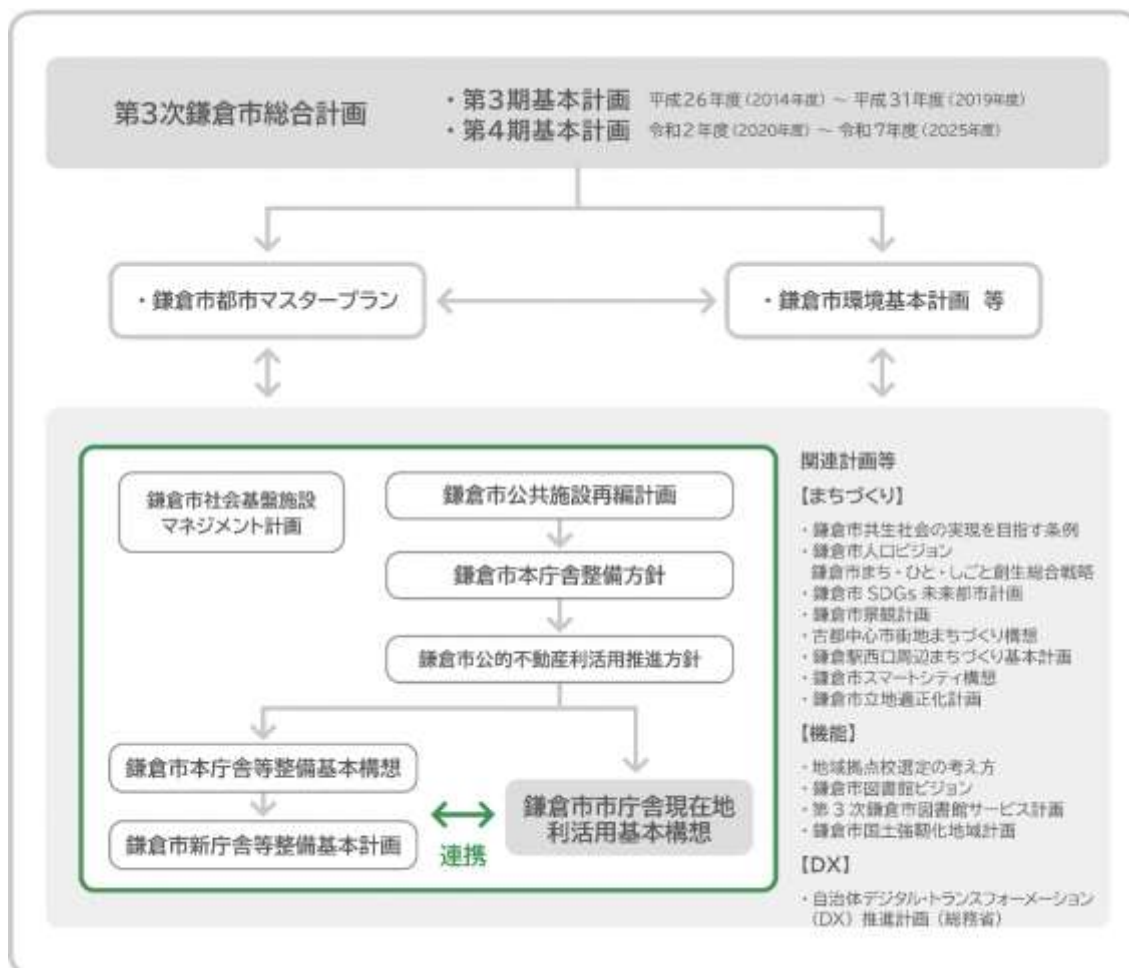 第3次鎌倉市総合計画
・第3期基本計画 平成26年度(2014年度) ～ 平成31年度(2019年度)
・第4期基本計画 令和2年度(2020年度) ～ 令和7年度(2025年度)
・鎌倉市都市マスタープラン
・鎌倉市環境基本計画 等
鎌倉市社会基盤施設
マネジメント計画
鎌倉市公共施設再編計画
鎌倉市本庁舎整備方針
鎌倉市公的不動産利活用推進方針
鎌倉市本庁舎等整備基本構想
鎌倉市新庁舎等整備基本計画
連携
鎌倉市市庁舎現在地
利活用基本構想
関連計画等
【まちづくり】
・鎌倉市共生社会の実現を目指す条例
・鎌倉市人口ビジョン
鎌倉市まち・ひと・しごと創生総合戦略
・鎌倉市 SDGs 未来都市計画
・鎌倉市景観計画
・古都中心市街地まちづくり構想
・鎌倉駅西口周辺まちづくり基本計画
・鎌倉市スマートシティ構想
・鎌倉市立地適正化計画
【機能】
・地域拠点校選定の考え方
・鎌倉市図書館ビジョン
・第3次鎌倉市図書館サービス計画
・鎌倉市国土強靭化地域計画
【DX】
・自治体デジタル・トランスフォーメーション
(DX) 推進計画 (総務省)